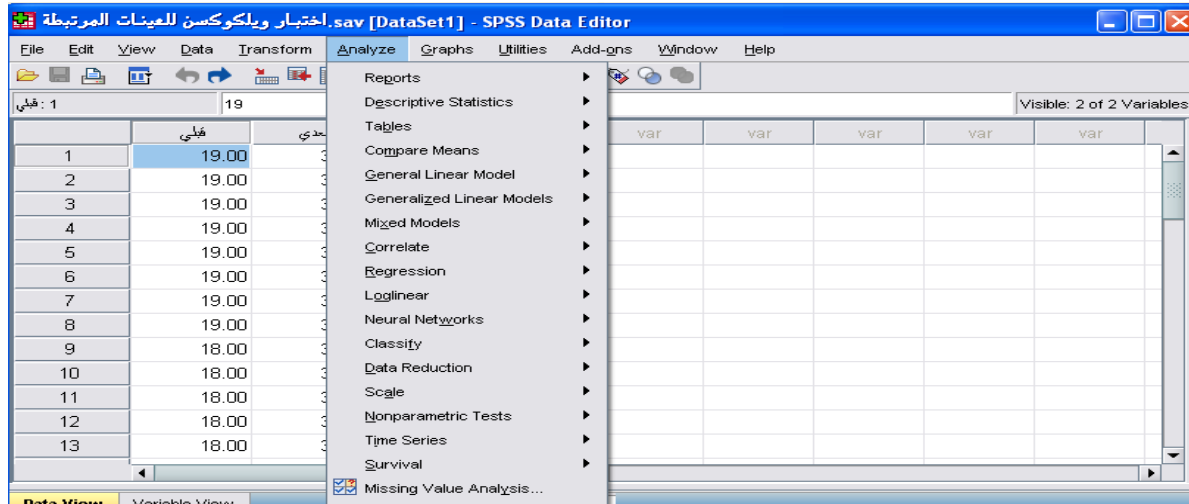 اختبار ويلكوكسن للعينات المرتبطة.sav [DataSet1] - SPSS Data Editor
File Edit View Data Transform Analyze Graphs Utilities Add-ons Window Help
1 : قبلي 19 Visible: 2 of 2 Variables
قبلي var var var var var
1 19.00
2 19.00
3 19.00
4 19.00
5 19.00
6 19.00
7 19.00
8 19.00
9 18.00
10 18.00
11 18.00
12 18.00
13 18.00
Reports
Descriptive Statistics
Tables
Compare Means
General Linear Model
Generalized Linear Models
Mixed Models
Correlate
Regression
Loglinear
Neural Networks
Classify
Data Reduction
Scale
Nonparametric Tests
Time Series
Survival
Missing Value Analysis...
Data View Variable View